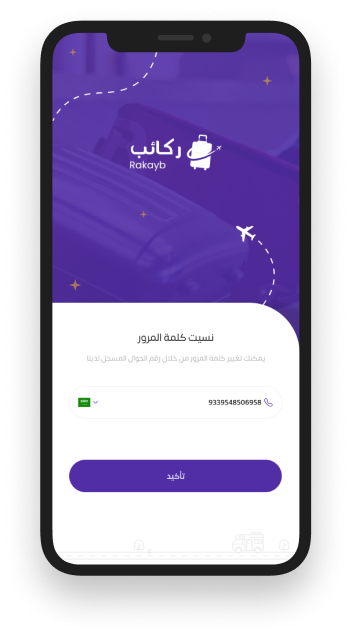 ركائب
Rakayb
نسيت كلمة المرور
يمكنك تغيير كلمة المرور من خلال رقم الجوال المسجل لدينا
9339548506958
تأكيد